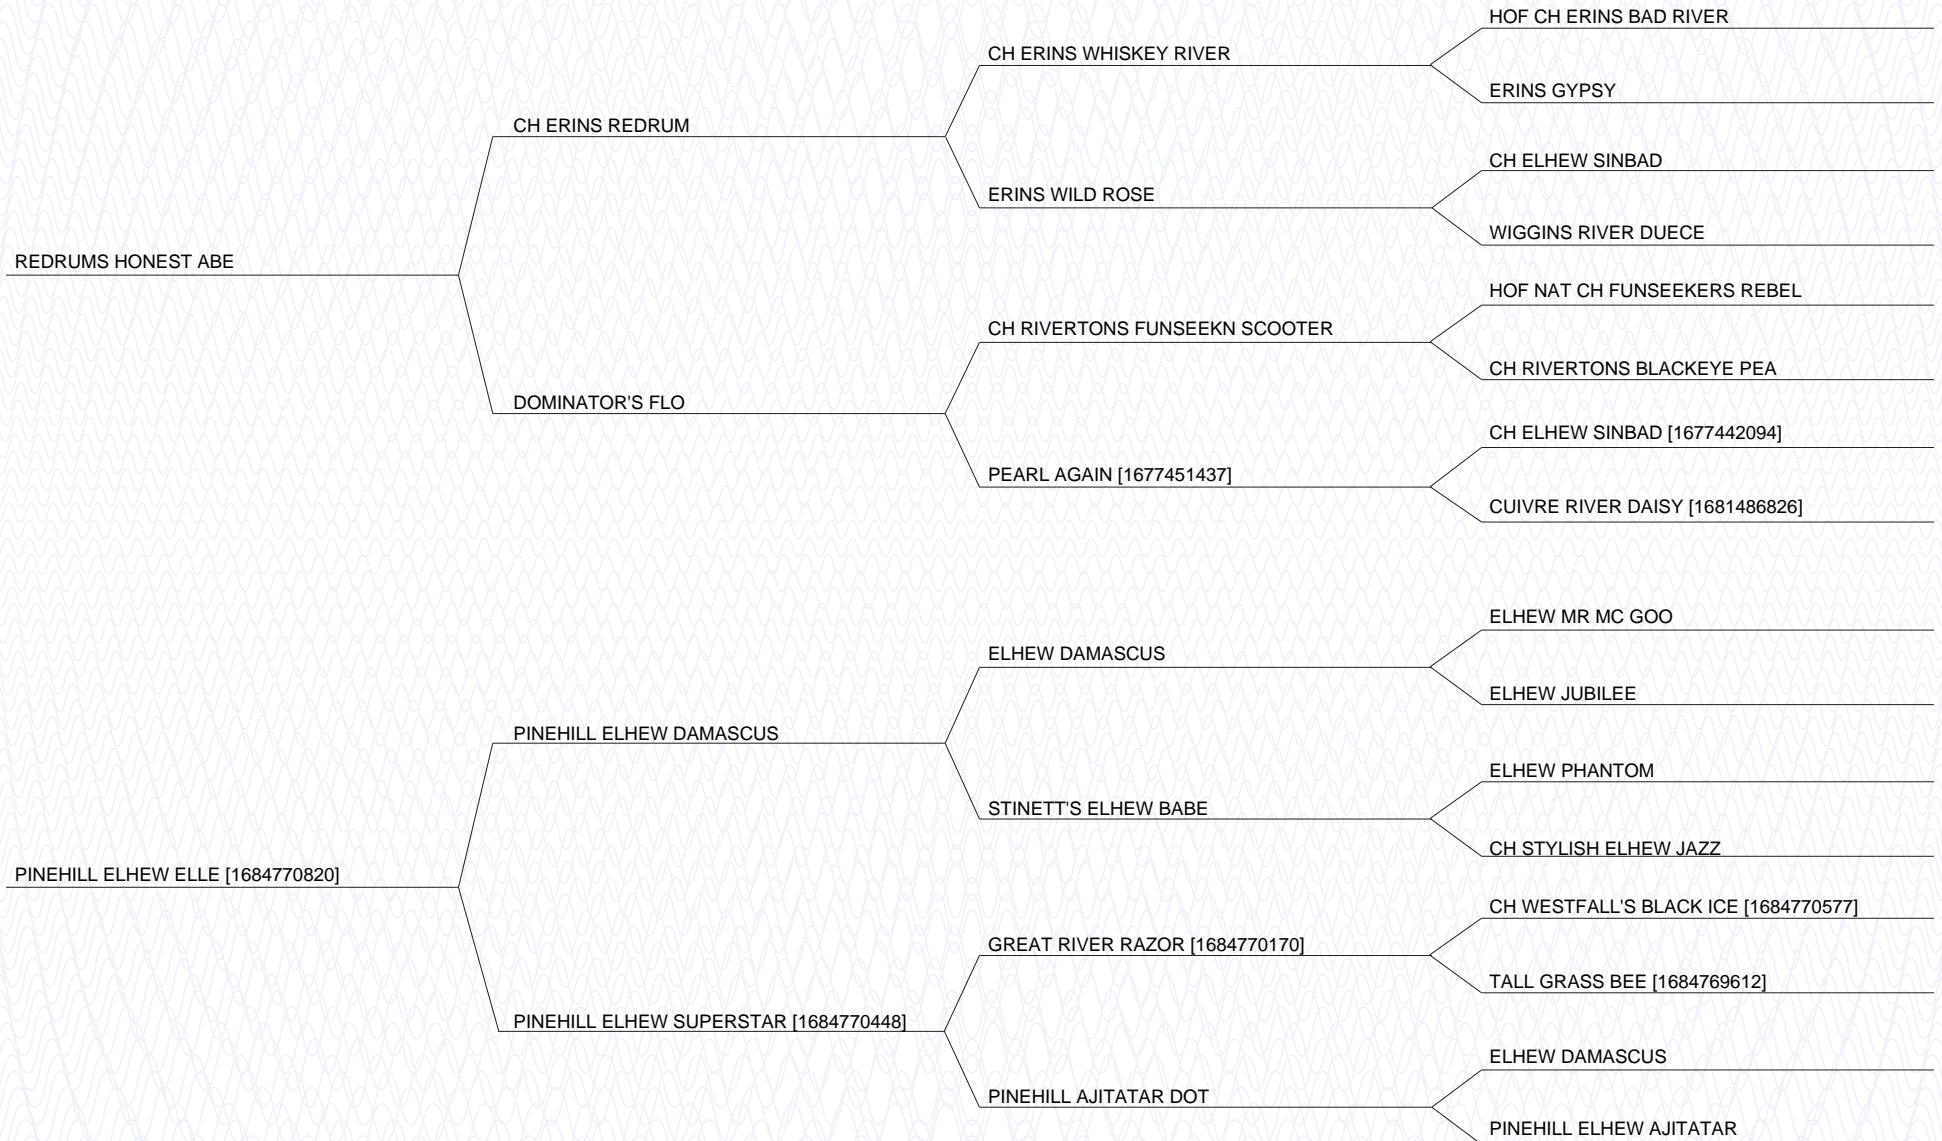 HOF CH ERINS BAD RIVER
CH ERINS WHISKEY RIVER
ERINS GYPSY
CH ERINS REDRUM
CH ELHEW SINBAD
ERINS WILD ROSE
WIGGINS RIVER DUECE
REDRUMS HONEST ABE
HOF NAT CH FUNSEEKERS REBEL
CH RIVERTONS FUNSEEKN SCOOTER
CH RIVERTONS BLACKEYE PEA
DOMINATOR'S FLO
CH ELHEW SINBAD [1677442094]
PEARL AGAIN [1677451437]
CUIVRE RIVER DAISY [1681486826]
ELHEW MR MC GOO
ELHEW DAMASCUS
ELHEW JUBILEE
PINEHILL ELHEW DAMASCUS
ELHEW PHANTOM
STINETT'S ELHEW BABE
CH STYLISH ELHEW JAZZ
PINEHILL ELHEW ELLE [1684770820]
CH WESTFALL'S BLACK ICE [1684770577]
GREAT RIVER RAZOR [1684770170]
TALL GRASS BEE [1684769612]
PINEHILL ELHEW SUPERSTAR [1684770448]
ELHEW DAMASCUS
PINEHILL AJITATAR DOT
PINEHILL ELHEW AJITATAR